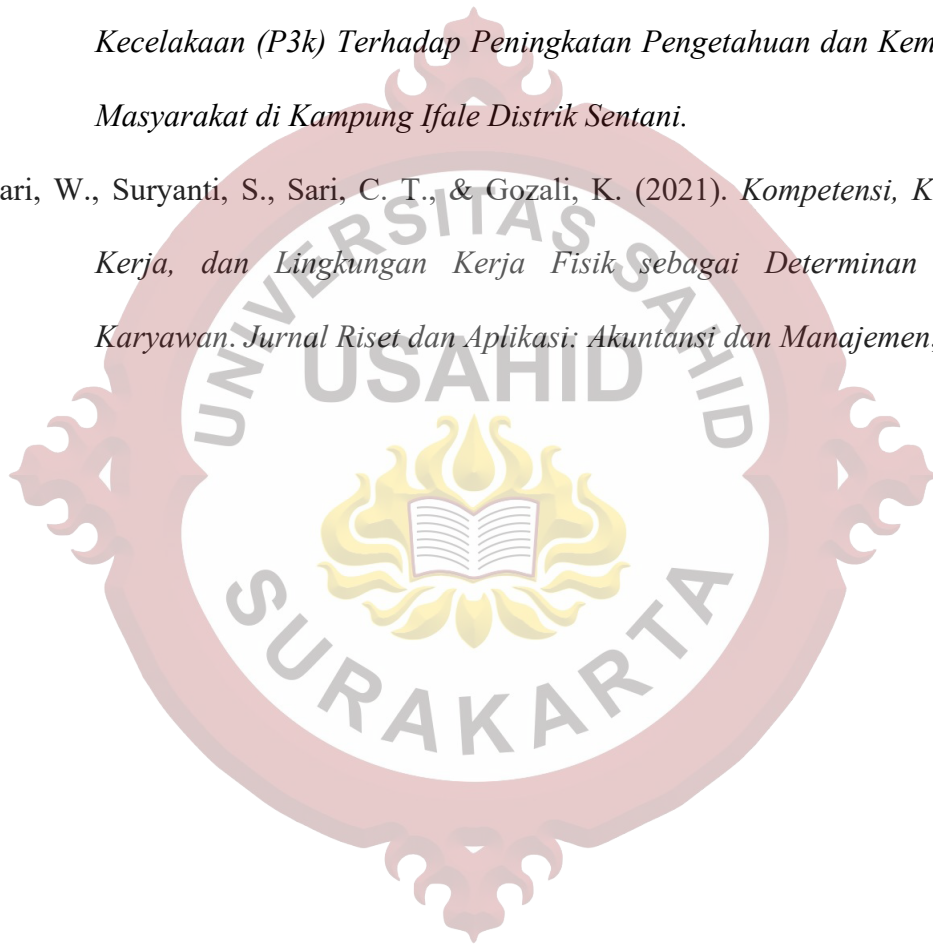 Kecelakaan (P3k) Terhadap Peningkatan Pengetahuan dan Kem
Masyarakat di Kampung Ifale Distrik Sentani.
ari, W., Suryanti, S., Sari, C. T., & Gozali, K. (2021). Kompetensi, K
Kerja, dan Lingkungan Kerja Fisik sebagai Determinan
Karyawan. Jurnal Riset dan Aplikasi: Akuntansi dan Manajemen,
UNIVERSITAS SAHID
USAHID
SURAKARTA